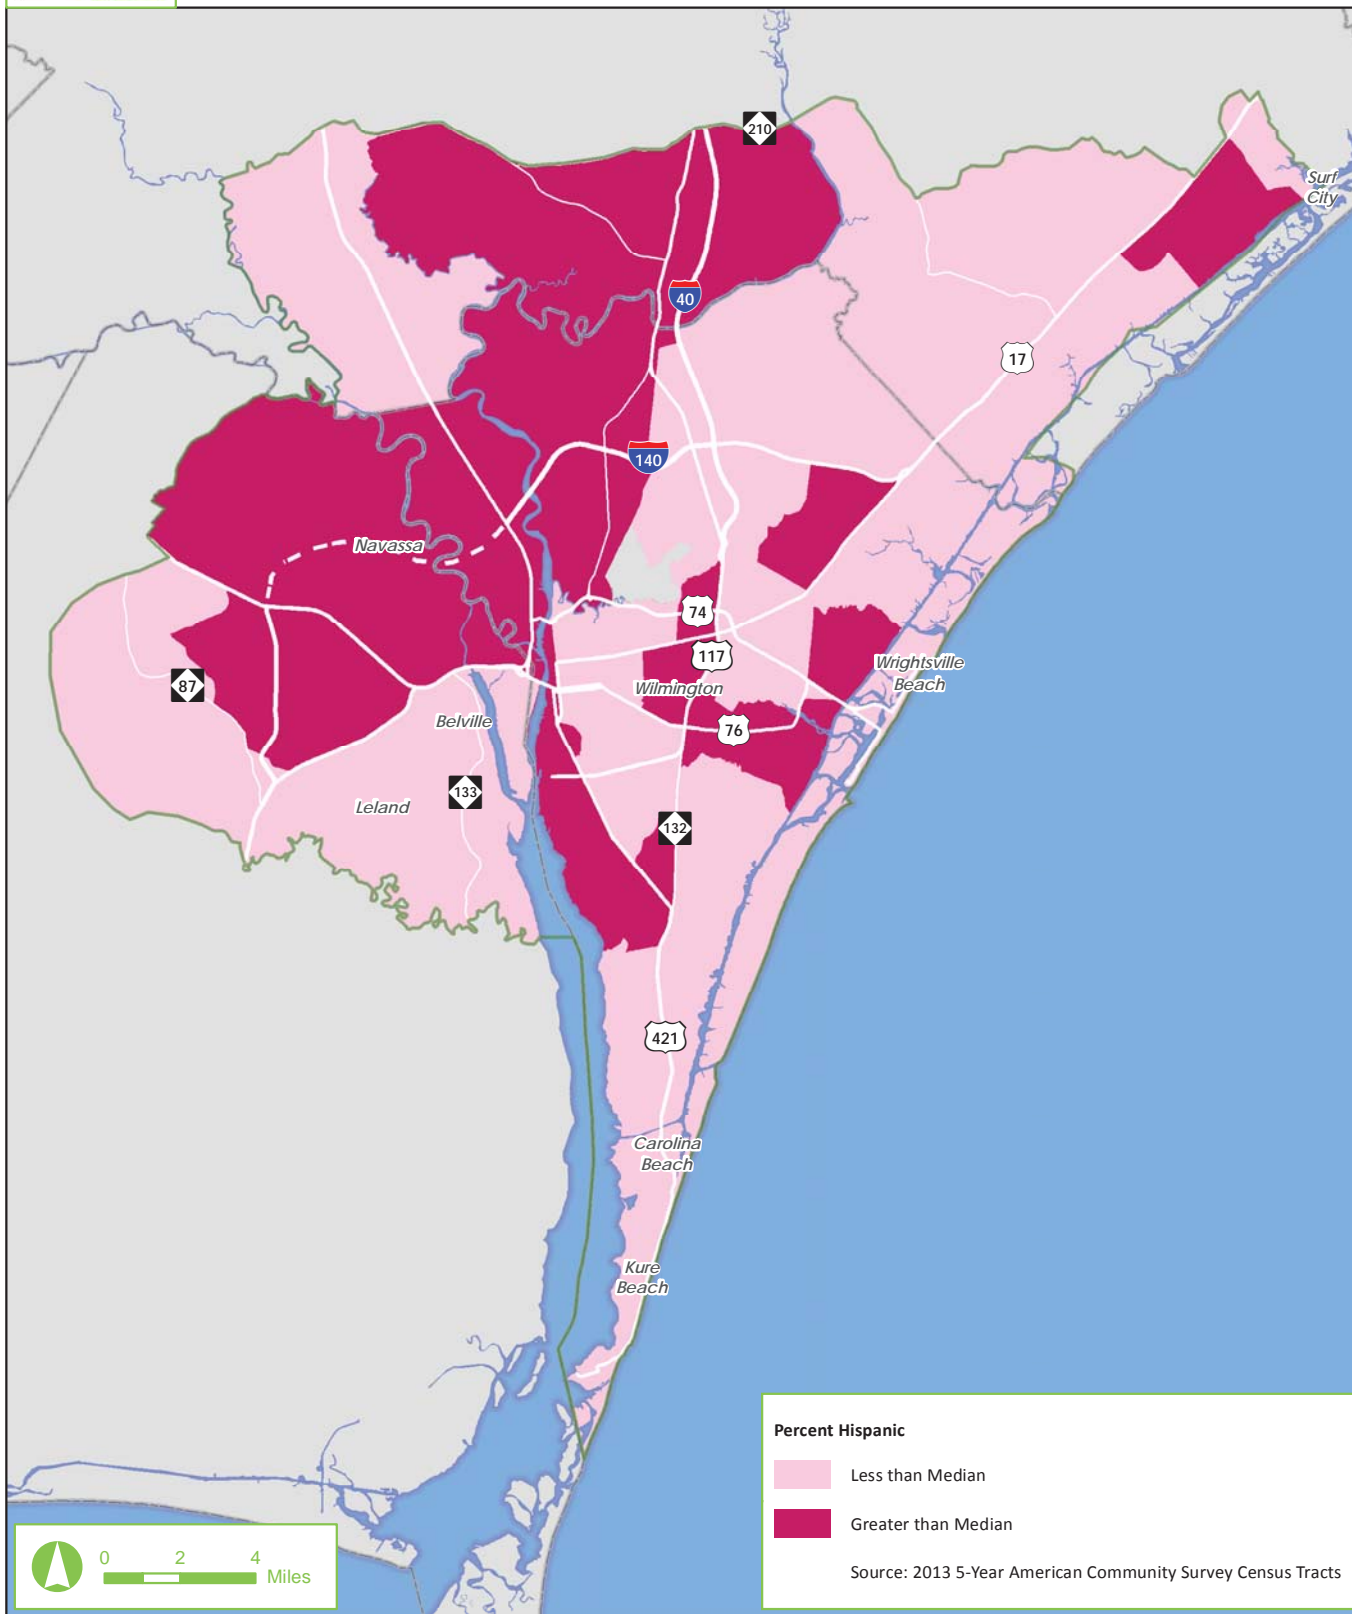 210
Surf
City
40
17
140
Navassa
74
117
Wrightsville
Beach
87
Wilmington
Belville
76
133
Leland
132
421
Carolina
Beach
Kure
Beach
Percent Hispanic
Less than Median
Greater than Median
Source: 2013 5-Year American Community Survey Census Tracts
0 2 4
Miles